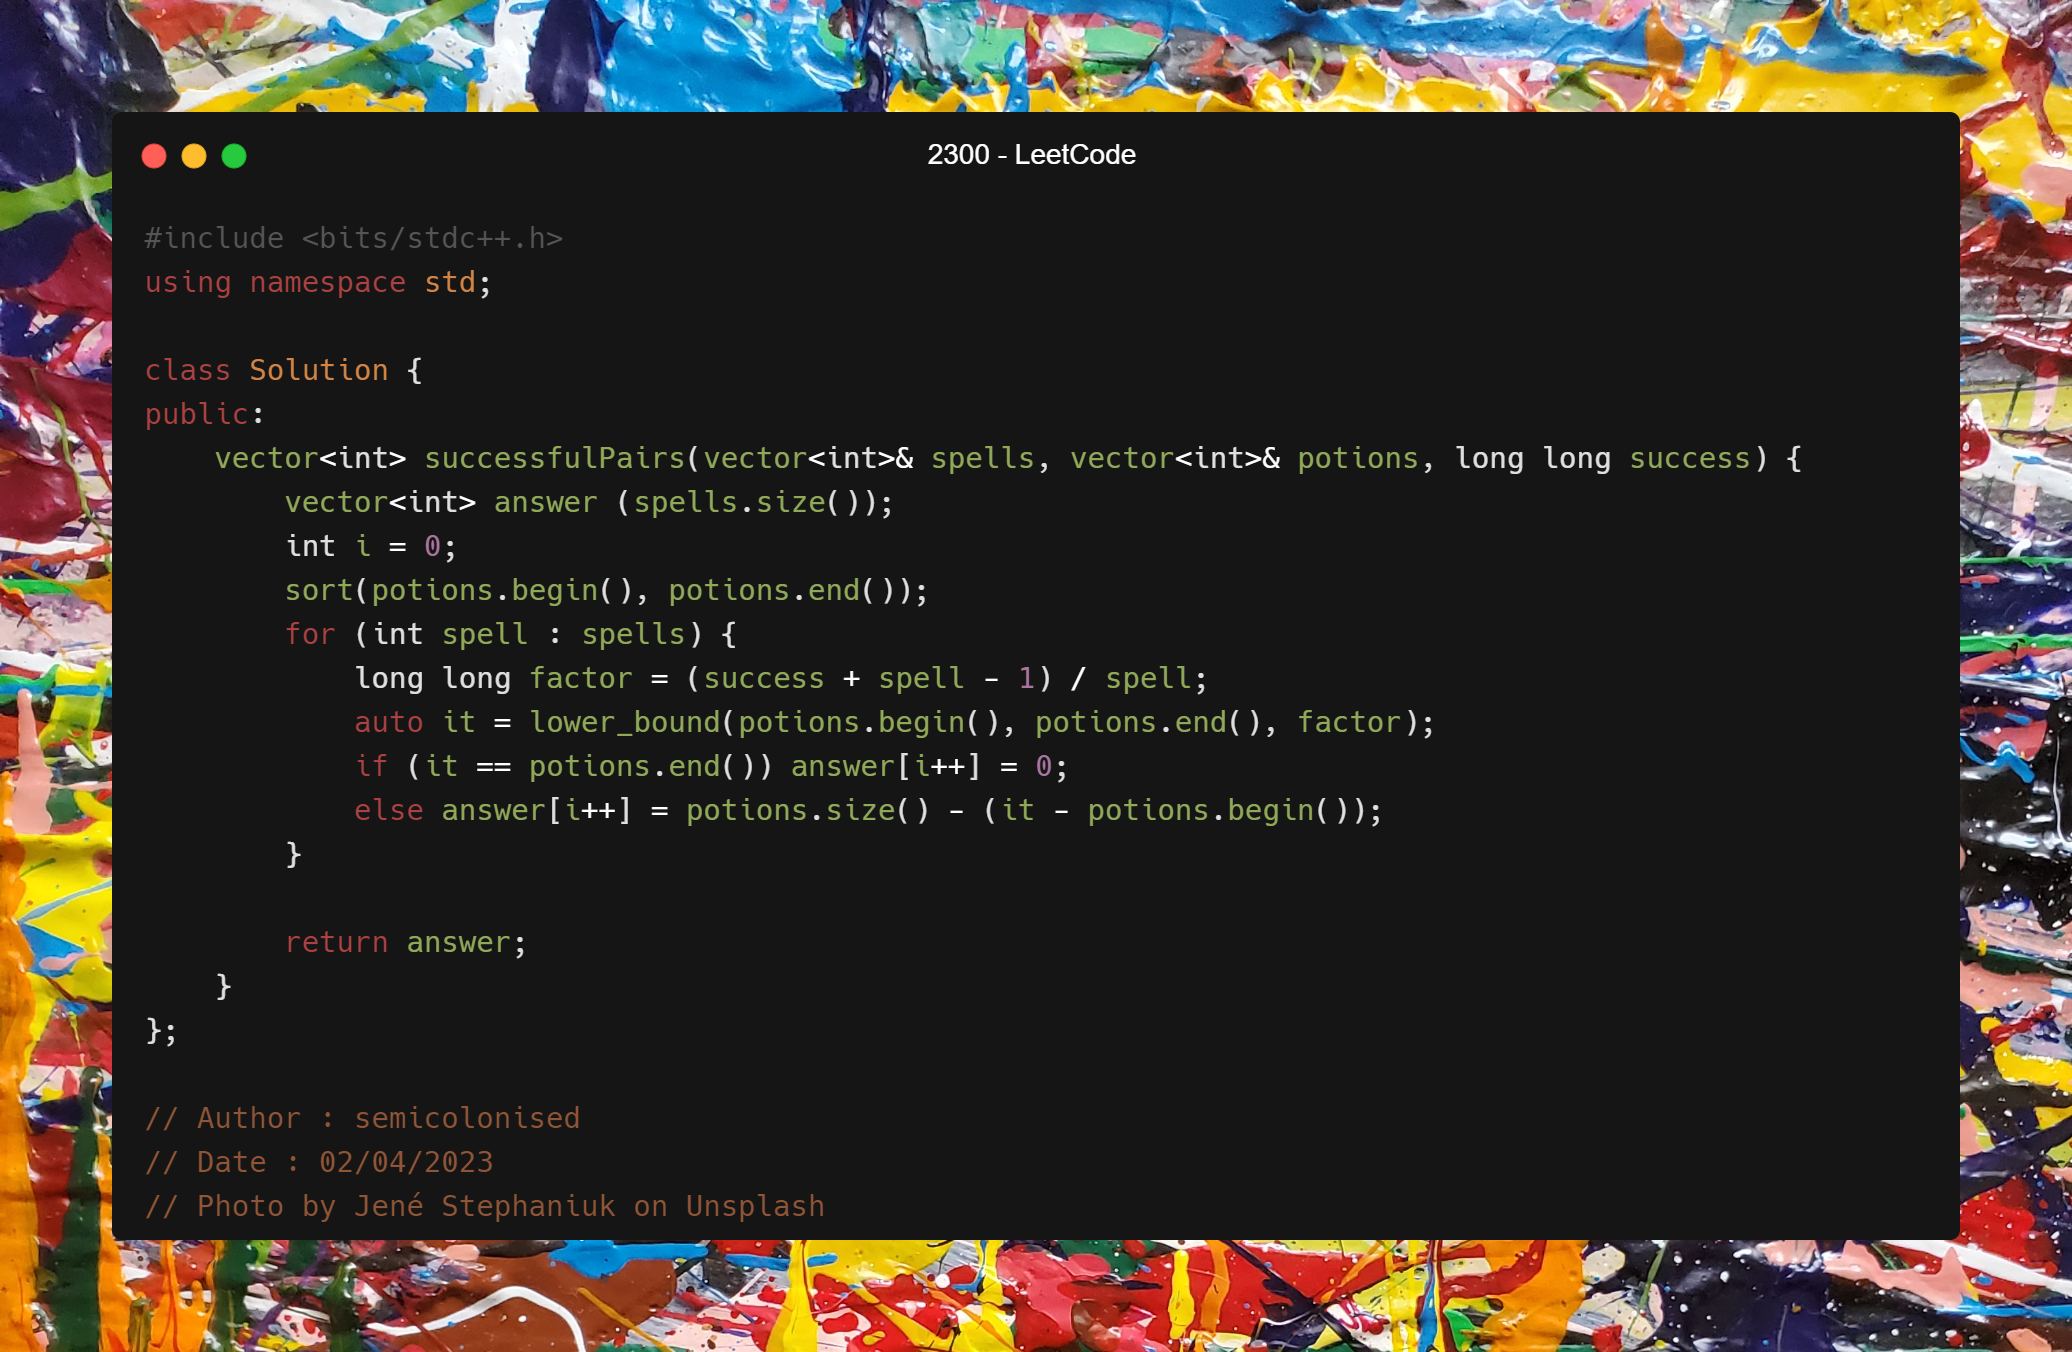 2300 - LeetCode
#include <bits/stdc++.h>
using namespace std;
class Solution {
public:
    vector<int> successfulPairs(vector<int>& spells, vector<int>& potions, long long success) {
        vector<int> answer (spells.size());
        int i = 0;
        sort(potions.begin(), potions.end());
        for (int spell : spells) {
            long long factor = (success + spell - 1) / spell;
            auto it = lower_bound(potions.begin(), potions.end(), factor);
            if (it == potions.end()) answer[i++] = 0;
            else answer[i++] = potions.size() - (it - potions.begin());
        }
        return answer;
    }
};
// Author : semicolonised
// Date : 02/04/2023
// Photo by Jené Stephaniuk on Unsplash